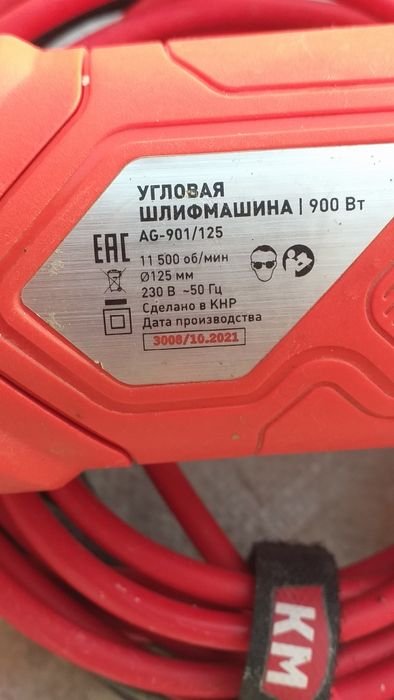 УГЛОВАЯ
ШЛИФМАШИНА | 900 Вт
AG-901/125
EAC
11 500 об/мин
Ø125 мм
230 В ~50 Гц
Сделано в КНР
Дата производства
3008/10.2021
КМ